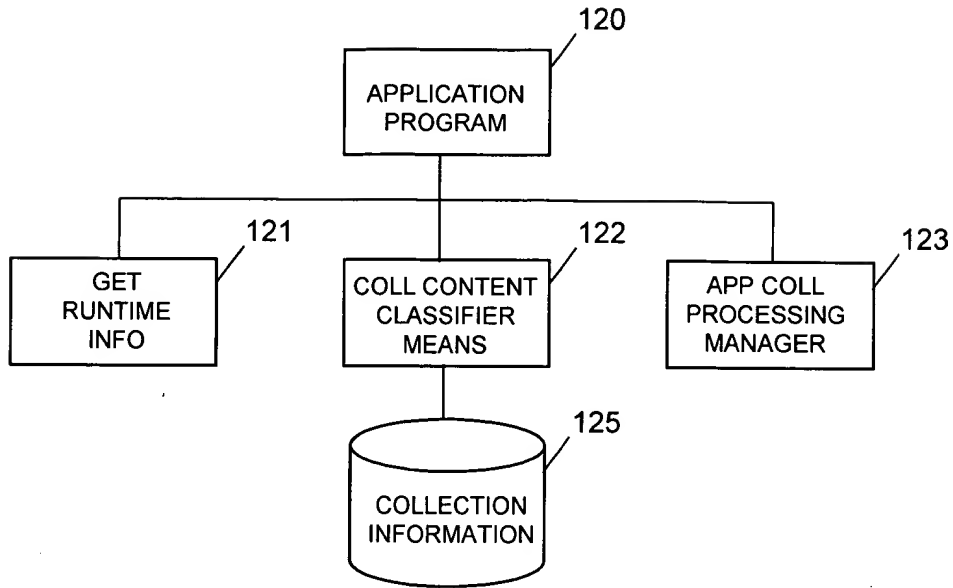 120
APPLICATION
PROGRAM
121
GET
RUNTIME
INFO
122
COLL CONTENT
CLASSIFIER
MEANS
123
APP COLL
PROCESSING
MANAGER
125
COLLECTION
INFORMATION